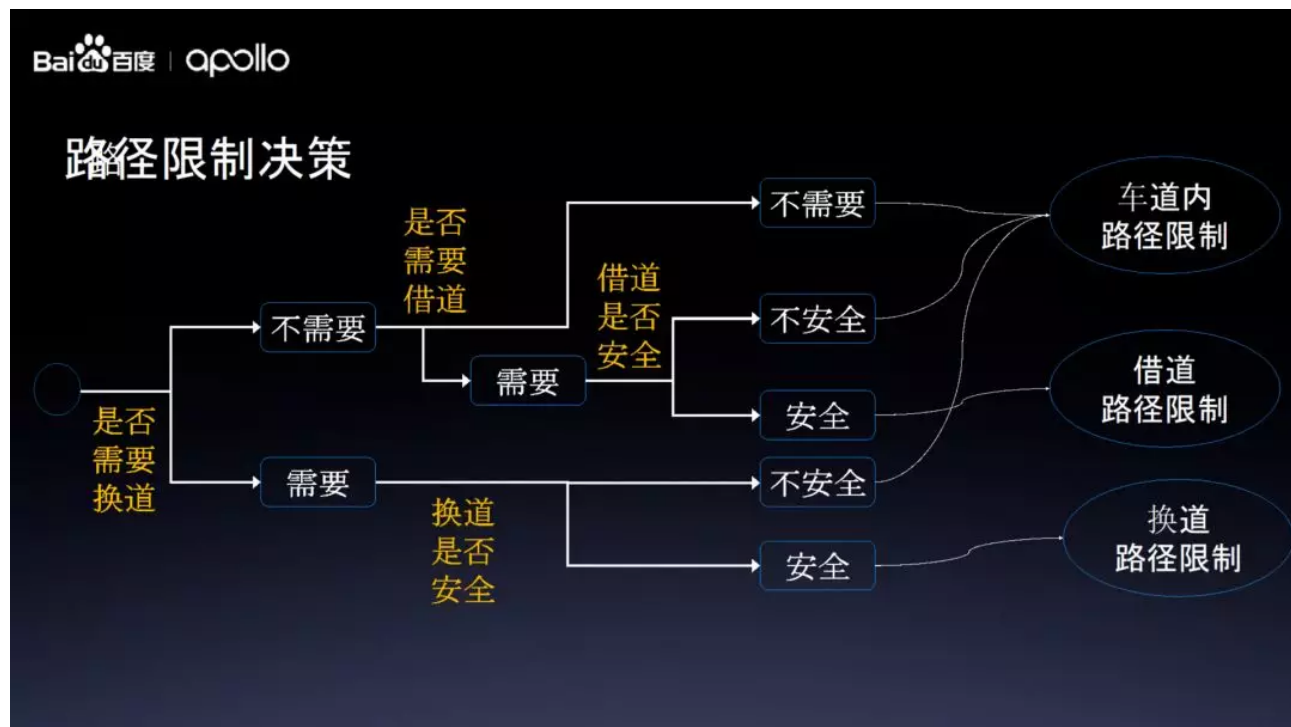 Baidu百度 | apollo
路径限制决策
是否
需要
换道
不需要
需要
是否
需要
借道
需要
换道
是否
安全
借道
是否
安全
不需要
不安全
安全
不安全
安全
车道内
路径限制
借道
路径限制
换道
路径限制